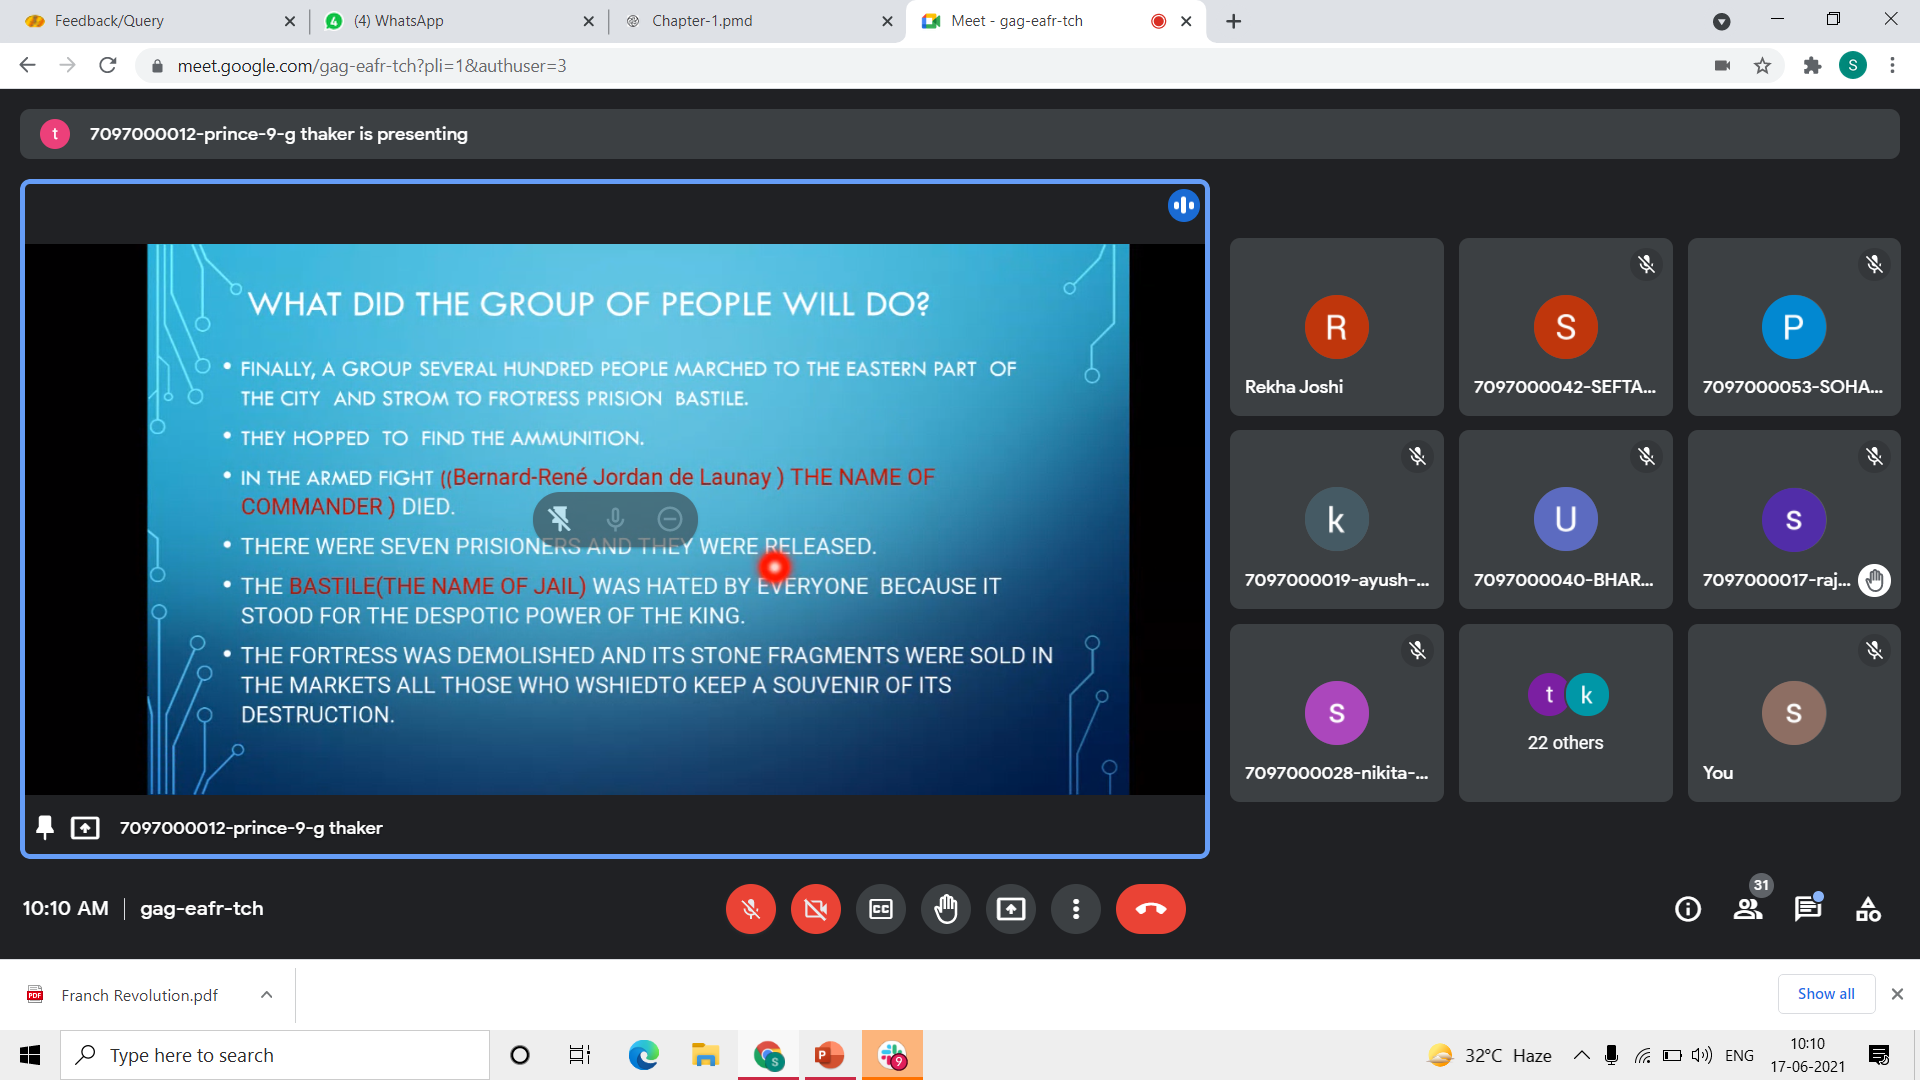 Feedback/Query
4
(4) WhatsApp
Chapter-1.pmd
Meet - gag-eafr-tch
meet.google.com/gag-eafr-tch?pli=1&authuser=3
S
t
7097000012-prince-9-g thaker is presenting
WHAT DID THE GROUP OF PEOPLE WILL DO?
• FINALLY, A GROUP SEVERAL HUNDRED PEOPLE MARCHED TO THE EASTERN PART OF
THE CITY AND STROM TO FROTRESS PRISION BASTILE.
• THEY HOPPED TO FIND THE AMMUNITION.
• IN THE ARMED FIGHT ((Bernard-René Jordan de Launay ) THE NAME OF
COMMANDER ) DIED.
• THERE WERE SEVEN PRISIONERS AND THEY WERE RELEASED.
• THE BASTILE(THE NAME OF JAIL) WAS HATED BY EVERYONE BECAUSE IT
STOOD FOR THE DESPOTIC POWER OF THE KING.
• THE FORTRESS WAS DEMOLISHED AND ITS STONE FRAGMENTS WERE SOLD IN
THE MARKETS ALL THOSE WHO WSHIEDTO KEEP A SOUVENIR OF ITS
DESTRUCTION.
7097000012-prince-9-g thaker
R
Rekha Joshi
S
7097000042-SEFTA...
P
7097000053-SOHA...
k
7097000019-ayush-...
U
7097000040-BHAR...
s
7097000017-raj...
s
7097000028-nikita-...
t
k
22 others
s
You
10:10 AM
gag-eafr-tch
CC
31
PDF
Franch Revolution.pdf
Show all
Type here to search
S
P
9
32°C Haze
ENG
10:10
17-06-2021